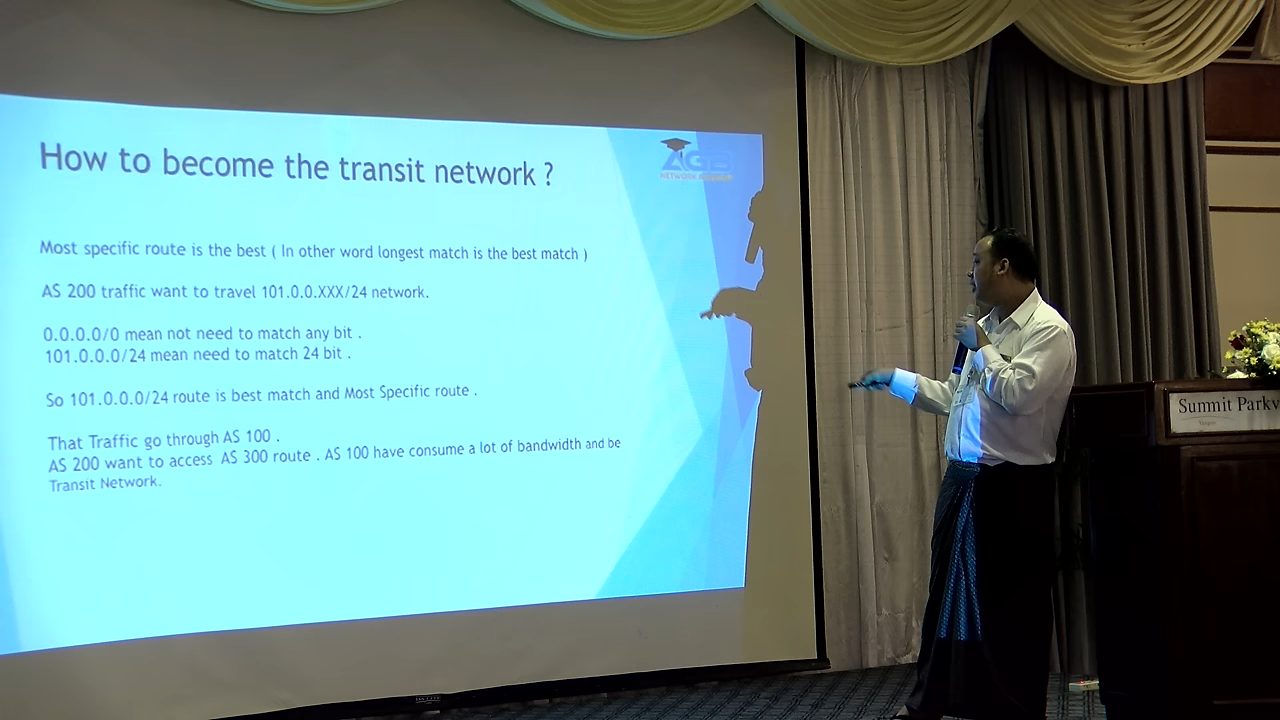 How to become the transit network ?
AGB
NETWORK
Most specific route is the best ( In other word longest match is the best match )
AS 200 traffic want to travel 101.0.0.XXX/24 network.
0.0.0.0/0 mean not need to match any bit .
101.0.0.0/24 mean need to match 24 bit .
So 101.0.0.0/24 route is best match and Most Specific route .
That Traffic go through AS 100 .
AS 200 want to access AS 300 route . AS 100 have consume a lot of bandwidth and be
Transit Network.
Summit Parkv
Yangon